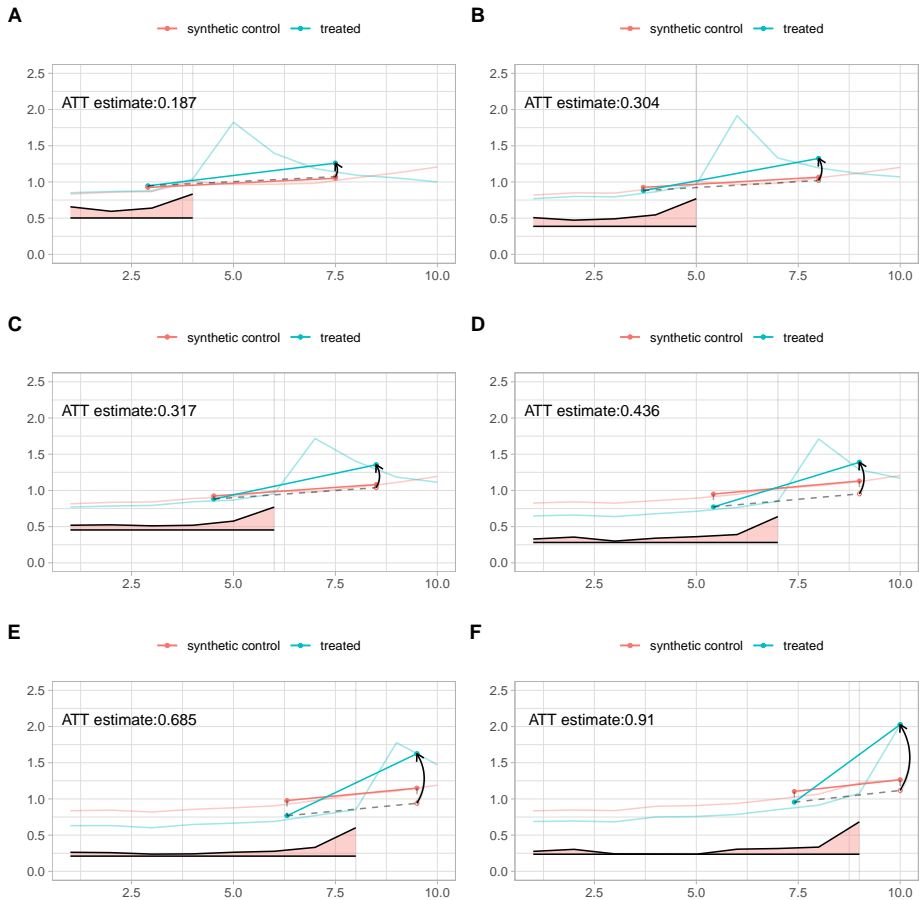 A
synthetic control treated
2.5
2.0
1.5
1.0
0.5
0.0
ATT estimate:0.187
2.5 5.0 7.5 10.0
B
synthetic control treated
2.5
2.0
1.5
1.0
0.5
0.0
ATT estimate:0.304
2.5 5.0 7.5 10.0
C
synthetic control treated
2.5
2.0
1.5
1.0
0.5
0.0
ATT estimate:0.317
2.5 5.0 7.5 10.0
D
synthetic control treated
2.5
2.0
1.5
1.0
0.5
0.0
ATT estimate:0.436
2.5 5.0 7.5 10.0
E
synthetic control treated
2.5
2.0
1.5
1.0
0.5
0.0
ATT estimate:0.685
2.5 5.0 7.5 10.0
F
synthetic control treated
2.5
2.0
1.5
1.0
0.5
0.0
ATT estimate:0.91
2.5 5.0 7.5 10.0